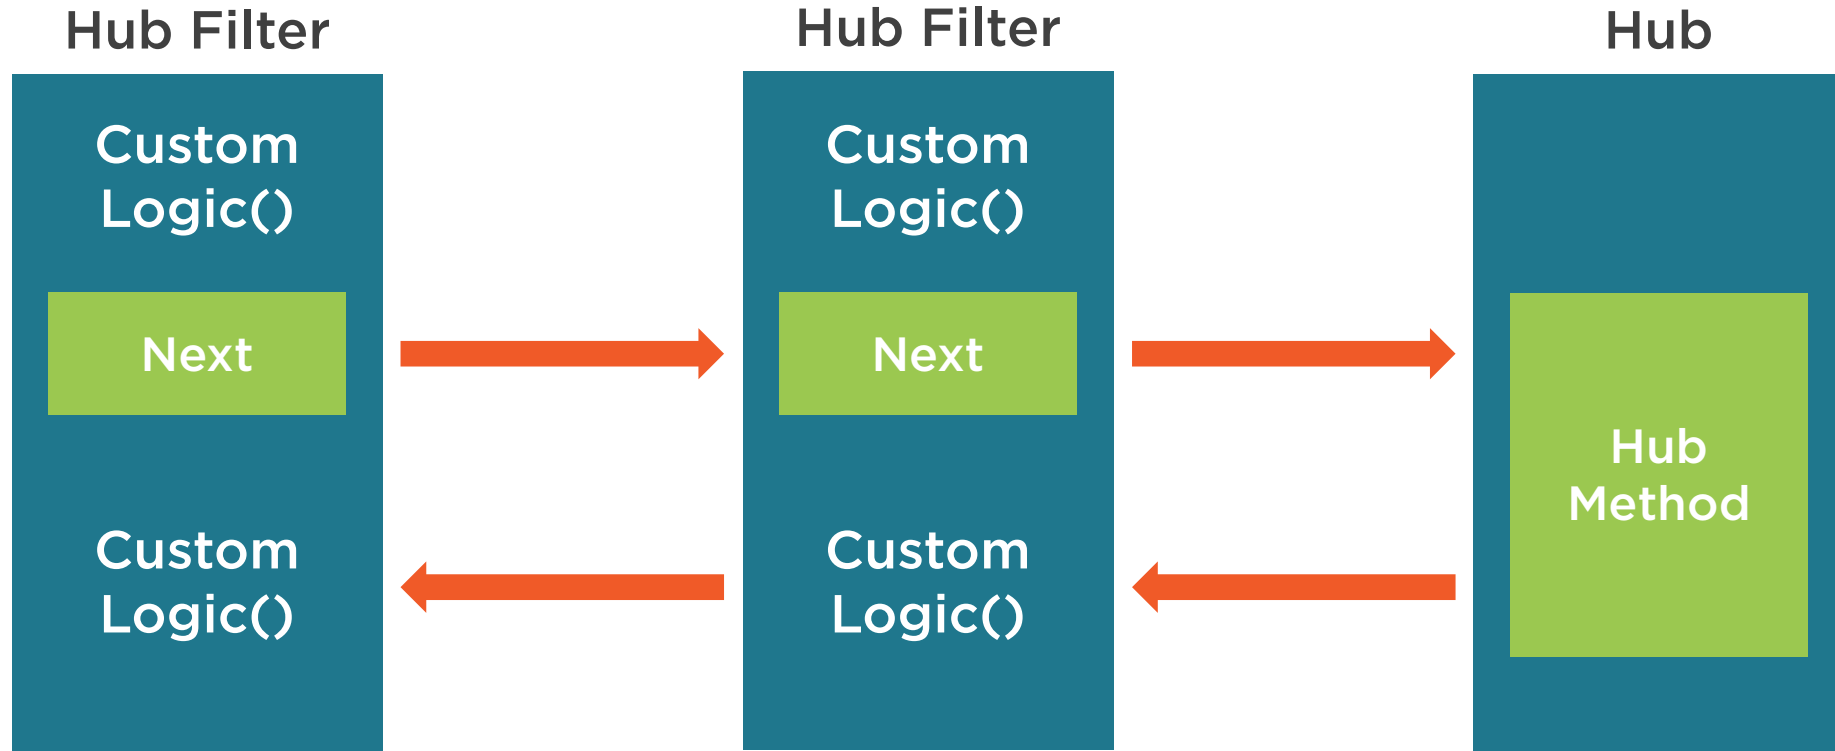 Hub Filter
Custom
Logic()
Next
Custom
Logic()
Hub Filter
Custom
Logic()
Next
Custom
Logic()
Hub
Hub
Method